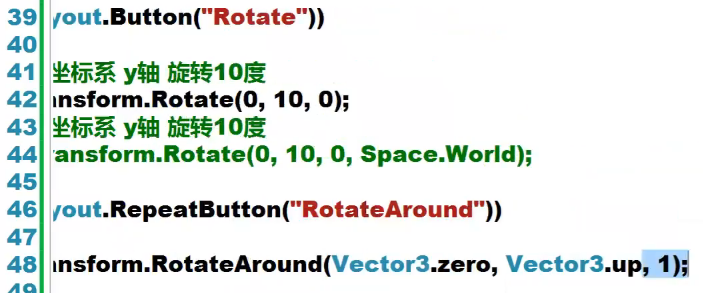 39 yout.Button("Rotate"))
40
41 坐标系 y轴 旋转10度
42 ansform.Rotate(0, 10, 0);
43 坐标系 y轴 旋转10度
44 ransform.Rotate(0, 10, 0, Space.World);
45
46 yout.RepeatButton("RotateAround"))
47
48 ansform.RotateAround(Vector3.zero, Vector3.up, 1);
49